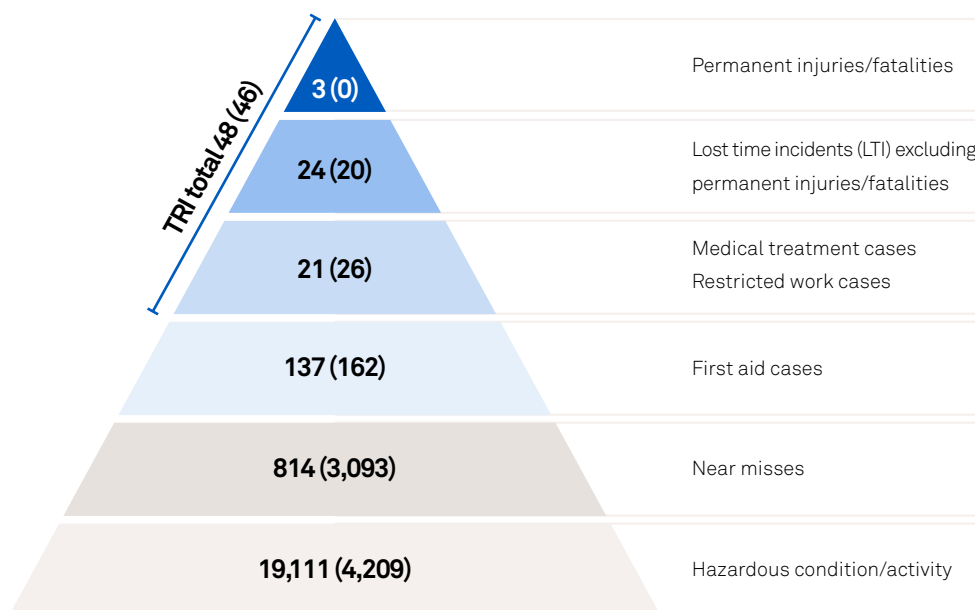 TRI total 48 (46)
3 (0)
Permanent injuries/fatalities
24 (20)
Lost time incidents (LTI) excluding
permanent injuries/fatalities
21 (26)
Medical treatment cases
Restricted work cases
137 (162)
First aid cases
814 (3,093)
Near misses
19,111 (4,209)
Hazardous condition/activity